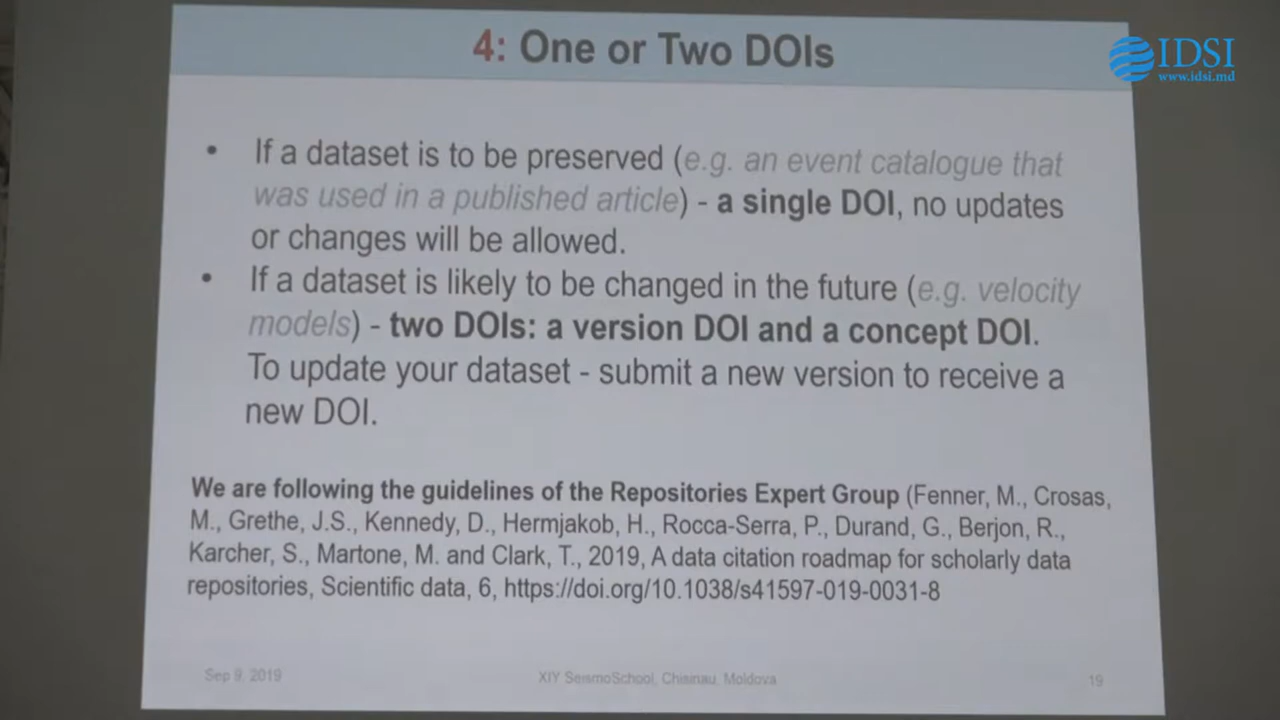 4: One or Two DOIs
IDSI
www.idsi.md
• If a dataset is to be preserved (e.g. an event catalogue that
was used in a published article) - a single DOI, no updates
or changes will be allowed.
• If a dataset is likely to be changed in the future (e.g. velocity
models) - two DOIs: a version DOI and a concept DOI.
To update your dataset - submit a new version to receive a
new DOI.
We are following the guidelines of the Repositories Expert Group (Fenner, M., Crosas,
M., Grethe, J.S., Kennedy, D., Hermjakob, H., Rocca-Serra, P., Durand, G., Berjon, R.,
Karcher, S., Martone, M. and Clark, T., 2019, A data citation roadmap for scholarly data
repositories, Scientific data, 6, https://doi.org/10.1038/s41597-019-0031-8
Sep 9, 2019 XIY SeismoSchool, Chisinau, Moldova 19